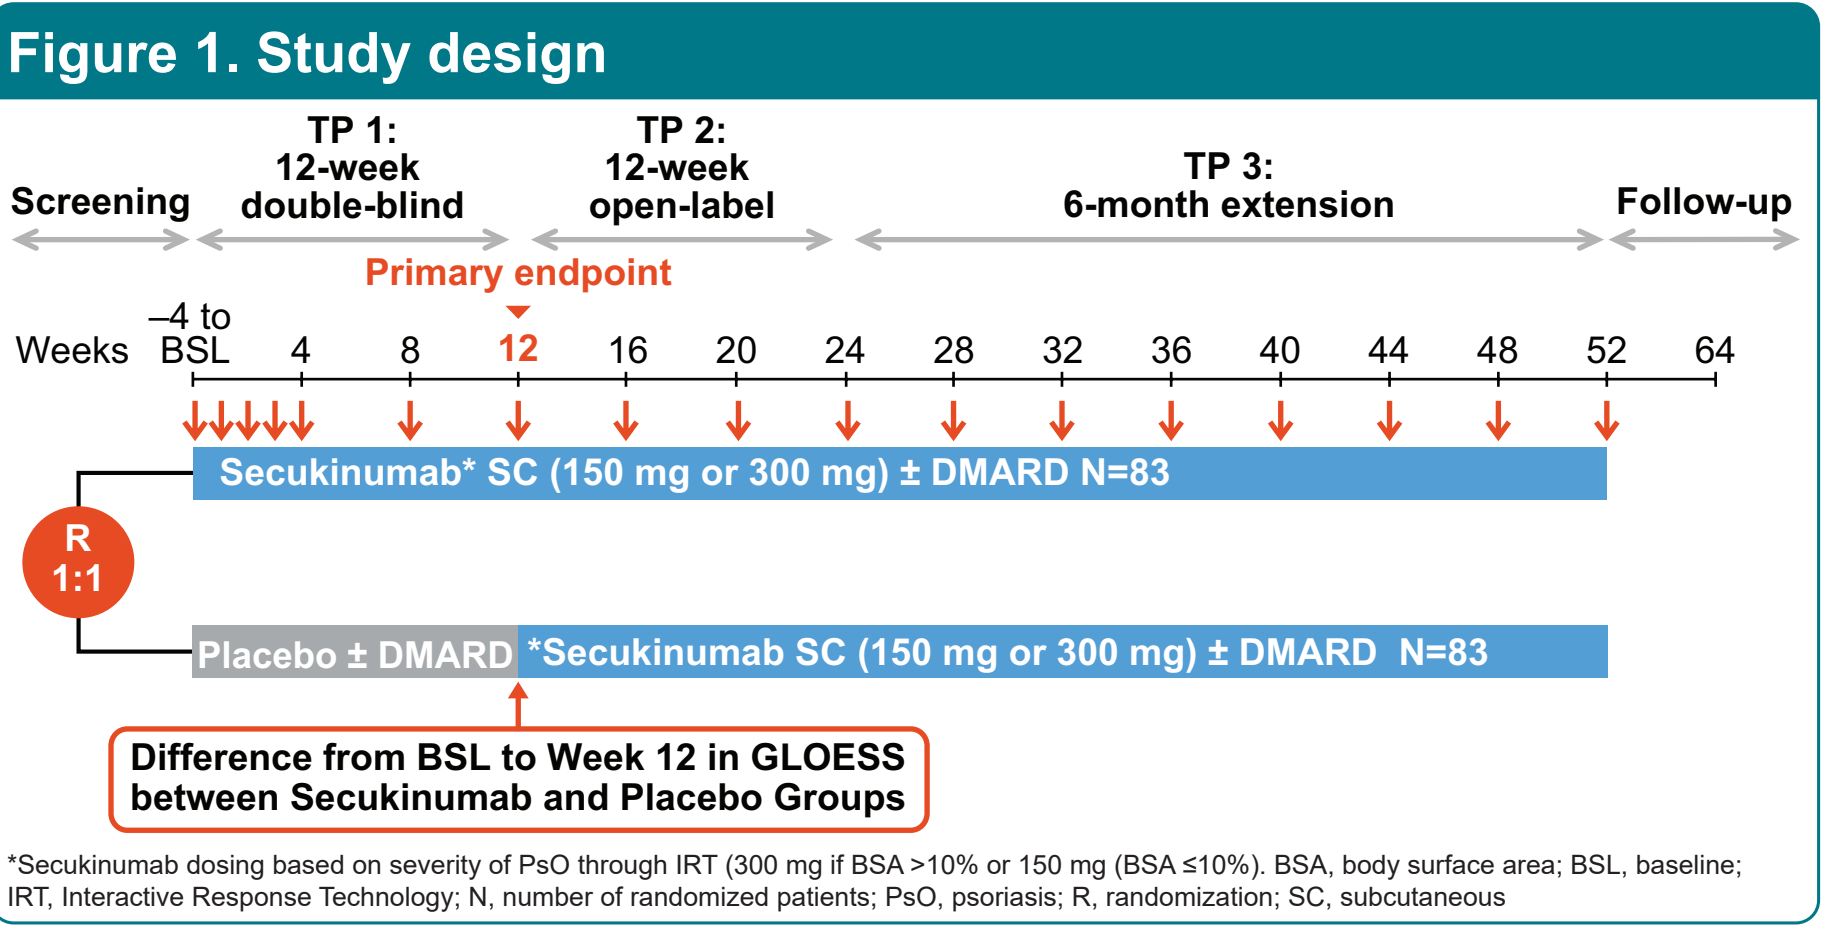 Figure 1. Study design
TP 1:
12-week
double-blind
TP 2:
12-week
open-label
TP 3:
6-month extension
Screening
Follow-up
Primary endpoint
Weeks –4 to
BSL 4 8 12 16 20 24 28 32 36 40 44 48 52 64
Secukinumab* SC (150 mg or 300 mg) ± DMARD N=83
R
1:1
Placebo ± DMARD
*Secukinumab SC (150 mg or 300 mg) ± DMARD N=83
Difference from BSL to Week 12 in GLOESS
between Secukinumab and Placebo Groups
*Secukinumab dosing based on severity of PsO through IRT (300 mg if BSA >10% or 150 mg (BSA ≤10%). BSA, body surface area; BSL, baseline;
IRT, Interactive Response Technology; N, number of randomized patients; PsO, psoriasis; R, randomization; SC, subcutaneous